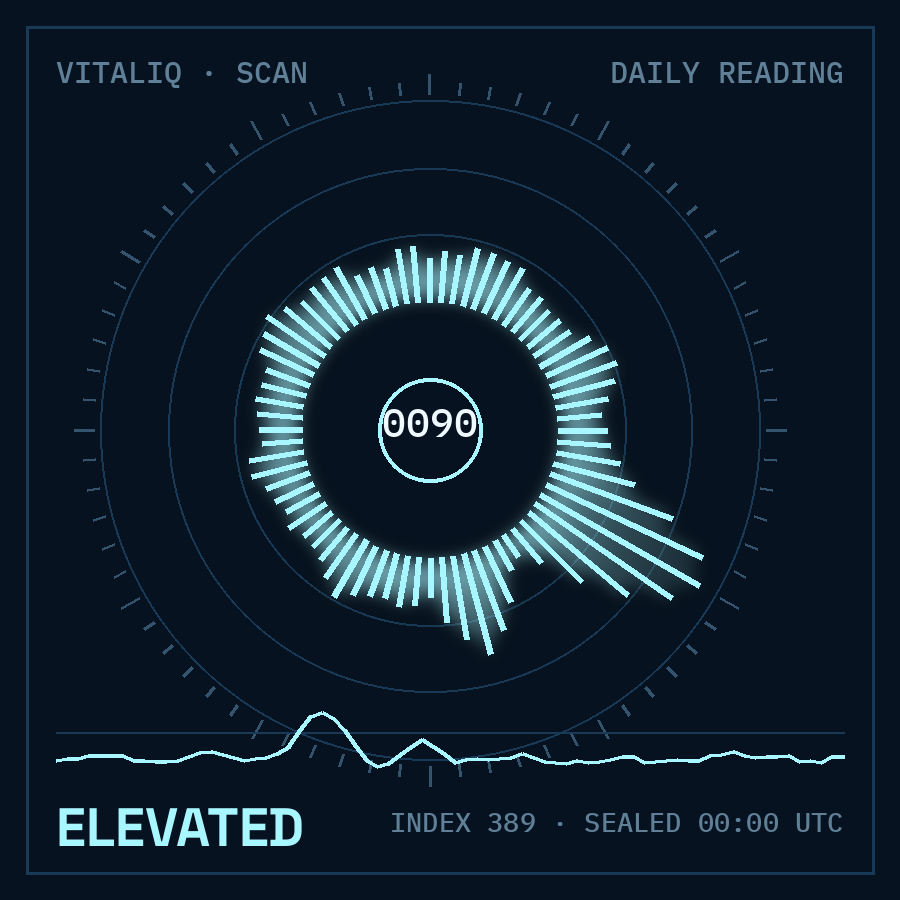 VITALIQ · SCAN
DAILY READING
0090
ELEVATED
INDEX 389 · SEALED 00:00 UTC